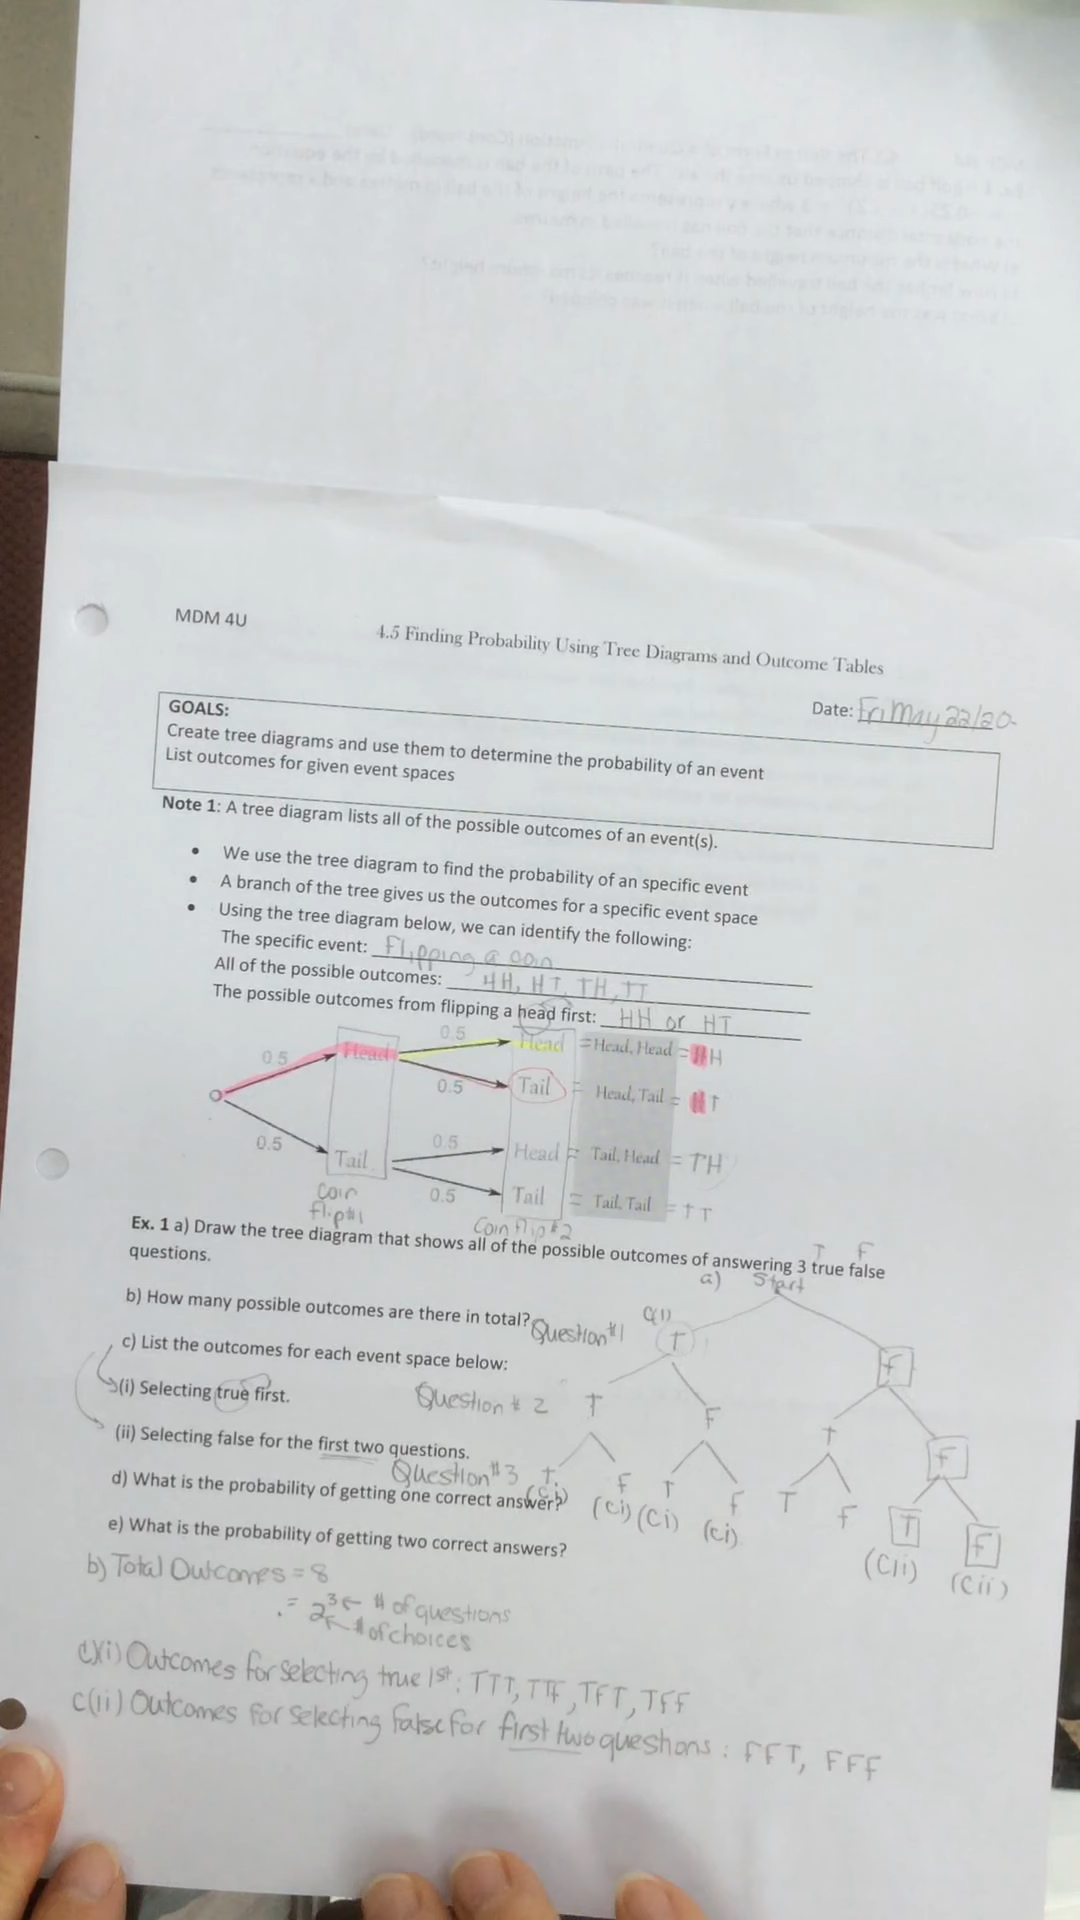 MDM 4U
4.5 Finding Probability Using Tree Diagrams and Outcome Tables
Date: Fri May 22/20
GOALS:
Create tree diagrams and use them to determine the probability of an event
List outcomes for given event spaces
Note 1: A tree diagram lists all of the possible outcomes of an event(s).
• We use the tree diagram to find the probability of an specific event
• A branch of the tree gives us the outcomes for a specific event space
• Using the tree diagram below, we can identify the following:
The specific event: Flipping a coin
All of the possible outcomes: HH, HT, TH, TT
The possible outcomes from flipping a head first: HH or HT
0.5 Head 0.5 Head = Head, Head = HH
0.5 Tail = Head, Tail = HT
0.5 Tail 0.5 Head = Tail, Head = TH
0.5 Tail = Tail, Tail = TT
Coin flip#1
Coin flip#2
T F
Ex. 1 a) Draw the tree diagram that shows all of the possible outcomes of answering 3 true false
questions.
a) Start
b) How many possible outcomes are there in total?
Question #1 T F
c) List the outcomes for each event space below:
(i) Selecting true first.
Question # 2 T F T F
(ii) Selecting false for the first two questions.
Question #3 T F T F T F T F
d) What is the probability of getting one correct answer?
(ci) (ci) (ci) (ci) (cii) (cii)
e) What is the probability of getting two correct answers?
b) Total Outcomes = 8
= 2³ ← # of questions
← # of choices
c)(i) Outcomes for selecting true 1st: TTT, TTF, TFT, TFF
c(ii) Outcomes for selecting false for first two questions: FFT, FFF